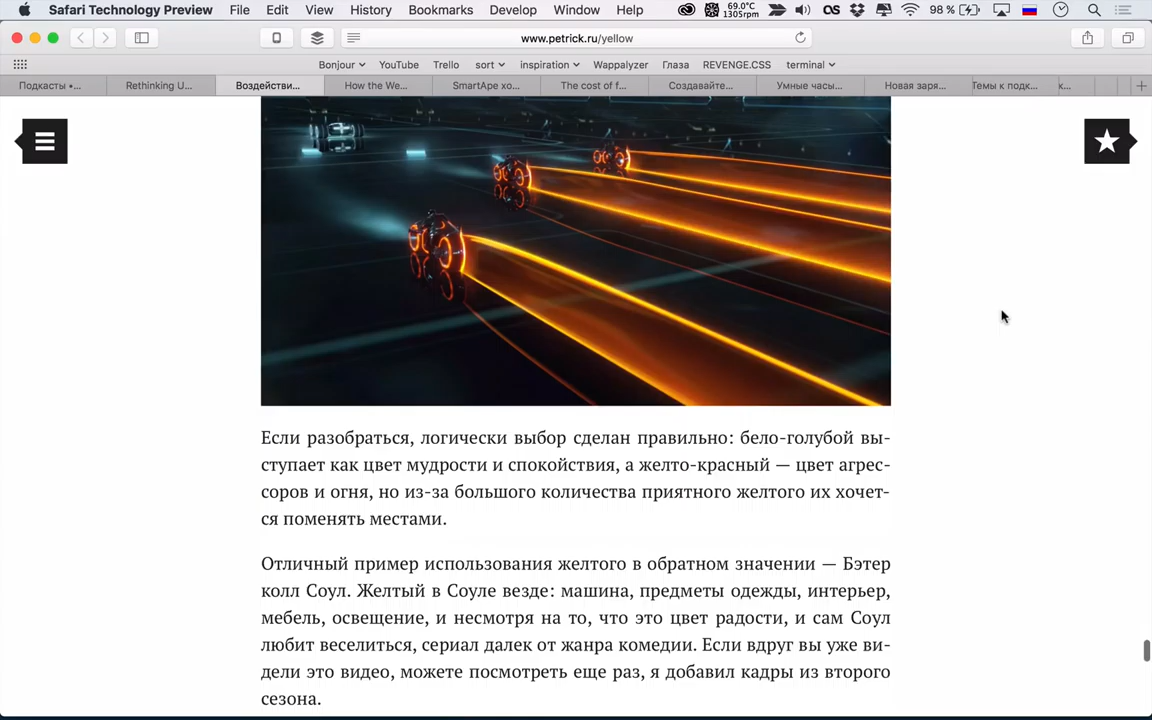 Safari Technology Preview File Edit View History Bookmarks Develop Window Help 69.0°C 1305rpm 98 %
www.petrick.ru/yellow
Bonjour YouTube Trello sort inspiration Wappalyzer Глаза REVENGE.CSS terminal
Подкасты •... Rethinking U... Воздействи... How the We... SmartApe хо... The cost of f... Создавайте... Умные часы... Новая заря... Темы к подк... к...
Если разобраться, логически выбор сделан правильно: бело-голубой вы-
ступает как цвет мудрости и спокойствия, а желто-красный — цвет агрес-
соров и огня, но из-за большого количества приятного желтого их хочет-
ся поменять местами.
Отличный пример использования желтого в обратном значении — Бэтер
колл Соул. Желтый в Соуле везде: машина, предметы одежды, интерьер,
мебель, освещение, и несмотря на то, что это цвет радости, и сам Соул
любит веселиться, сериал далек от жанра комедии. Если вдруг вы уже ви-
дели это видео, можете посмотреть еще раз, я добавил кадры из второго
сезона.